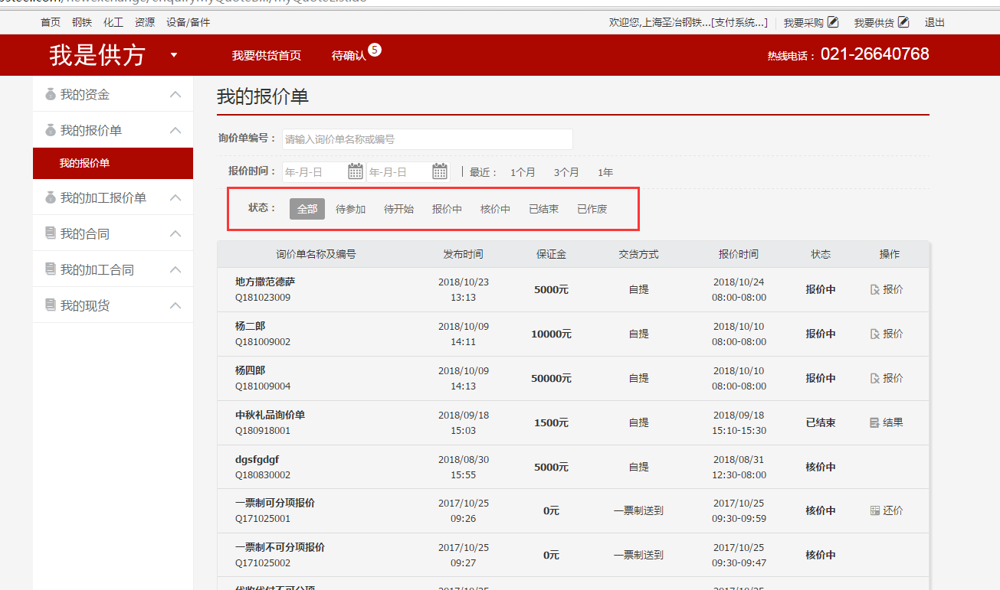 首页 钢铁 化工 资源 设备/备件 欢迎您,上海圣冶钢铁...[支付系统...] 我要采购 我要供货 退出
我是供方 我要供货首页 待确认 5 热线电话： 021-26640768
我的资金
我的报价单
我的报价单
我的加工报价单
我的合同
我的加工合同
我的现货
我的报价单
询价单编号： 请输入询价单名称或编号
报价时间： 年-月-日 年-月-日 最近： 1个月 3个月 1年
状态： 全部 待参加 待开始 报价中 核价中 已结束 已作废
询价单名称及编号 发布时间 保证金 交货方式 报价时间 状态 操作
地方撒范德萨 2018/10/23 5000元 自提 2018/10/24 报价中 报价
Q181023009 13:13 08:00-08:00
杨二郎 2018/10/09 10000元 自提 2018/10/10 报价中 报价
Q181009002 14:11 08:00-08:00
杨四郎 2018/10/09 50000元 自提 2018/10/10 报价中 报价
Q181009004 14:13 08:00-08:00
中秋礼品询价单 2018/09/18 1500元 自提 2018/09/18 已结束 结果
Q180918001 15:03 15:10-15:30
dgsfgdgf 2018/08/30 5000元 自提 2018/08/31 核价中
Q180830002 15:55 12:30-08:00
一票制可分项报价 2017/10/25 0元 一票制送到 2017/10/25 核价中 还价
Q171025001 09:26 09:30-09:59
一票制不可分项报价 2017/10/25 0元 一票制送到 2017/10/25 核价中
Q171025002 09:27 09:30-09:47